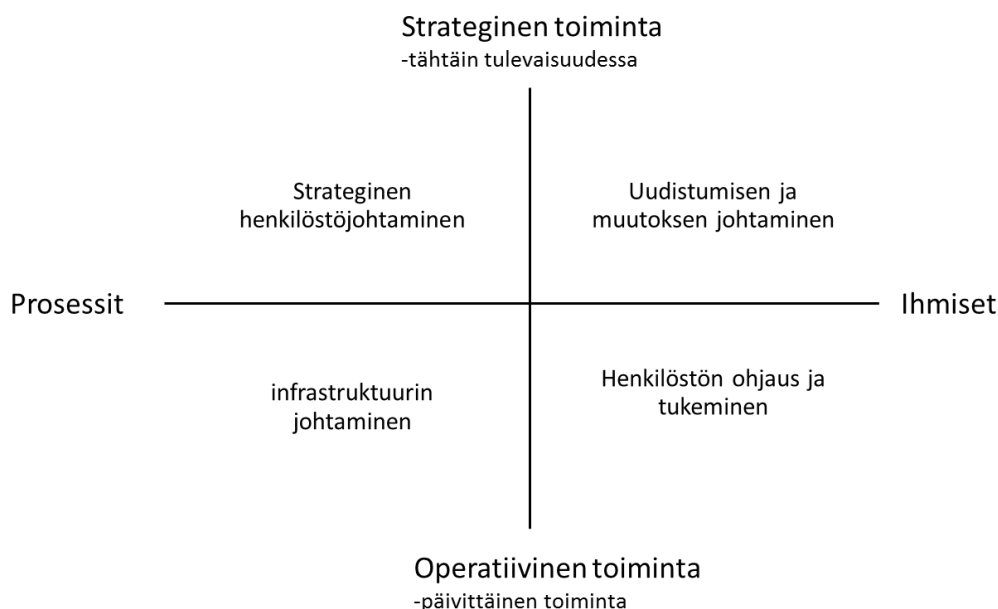 Strateginen toiminta
-tähtäin tulevaisuudessa
Strateginen
henkilöstöjohtaminen
Uudistumisen ja
muutoksen johtaminen
Prosessit
Ihmiset
infrastruktuurin
johtaminen
Henkilöstön ohjaus ja
tukeminen
Operatiivinen toiminta
-päivittäinen toiminta